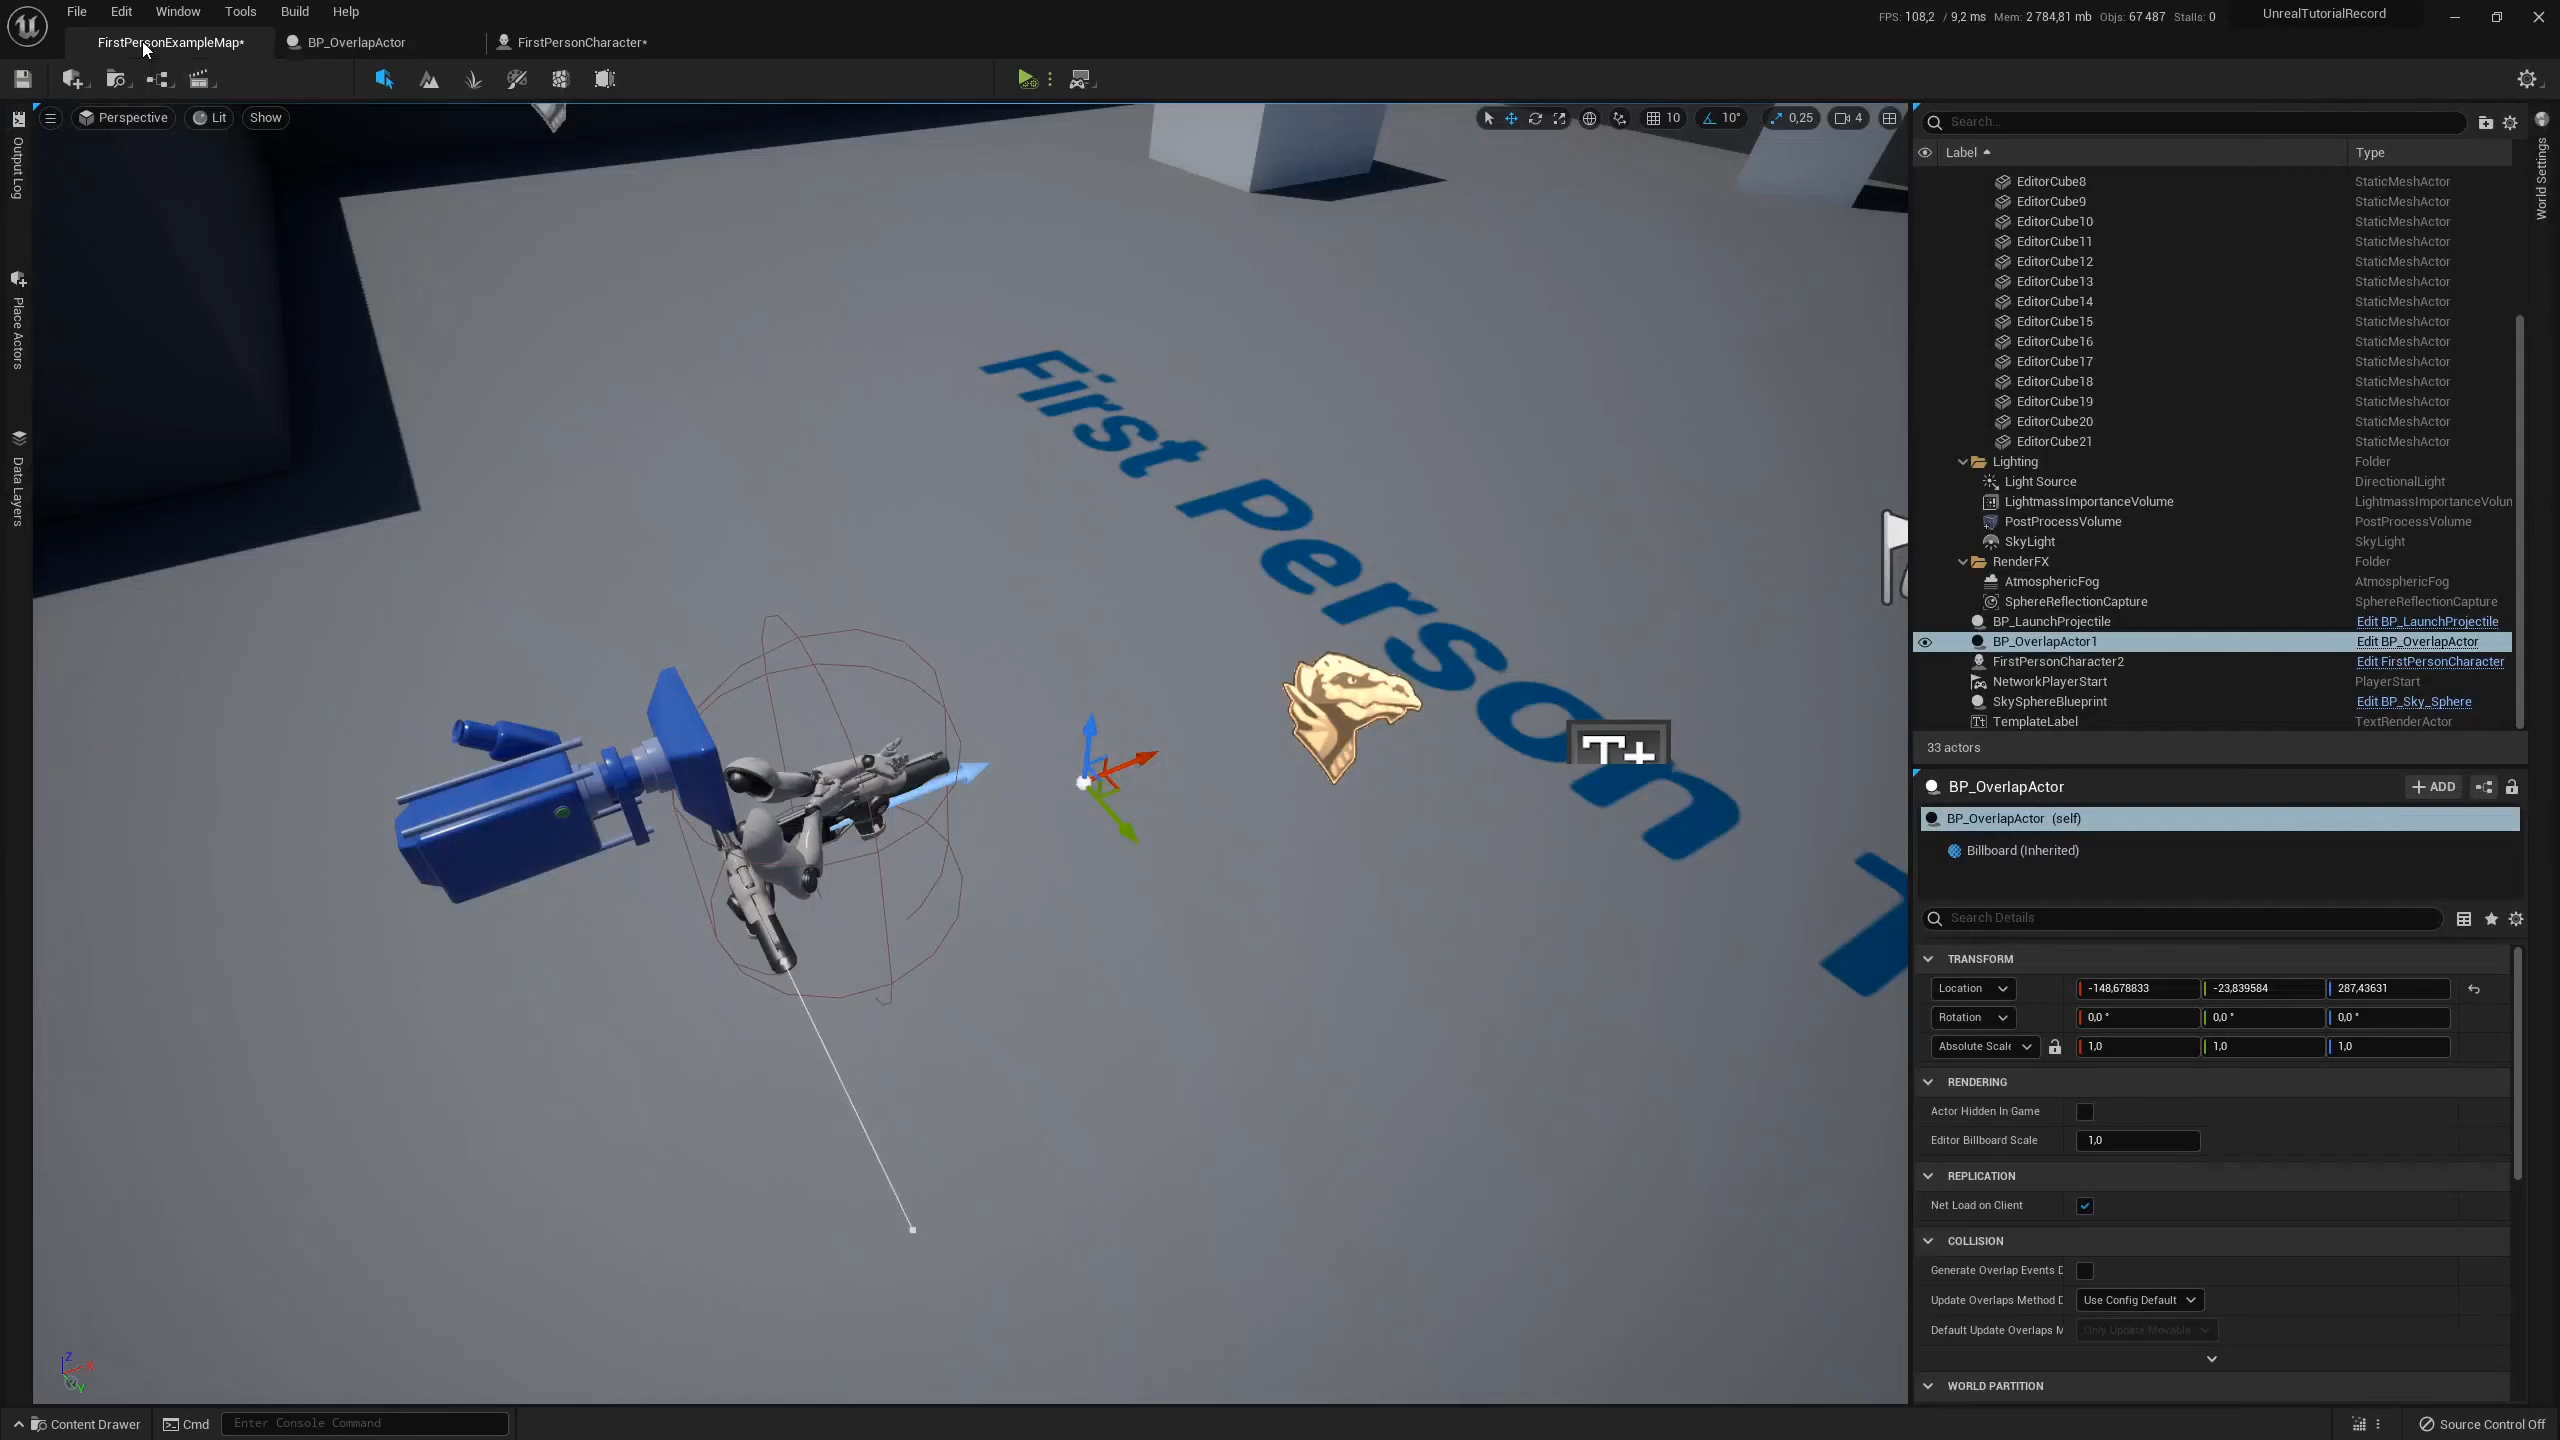 File Edit Window Tools Build Help
FPS: 108,2 / 9,2 ms Mem: 2 784,81 mb Objs: 67 487 Stalls: 0
UnrealTutorialRecord
FirstPersonExampleMap*
BP_OverlapActor
FirstPersonCharacter*
Perspective
Lit
Show
10
10°
0,25
4
Output Log
Place Actors
Data Layers
First Person T
T+
Search...
World Settings
Label Type
EditorCube8 StaticMeshActor
EditorCube9 StaticMeshActor
EditorCube10 StaticMeshActor
EditorCube11 StaticMeshActor
EditorCube12 StaticMeshActor
EditorCube13 StaticMeshActor
EditorCube14 StaticMeshActor
EditorCube15 StaticMeshActor
EditorCube16 StaticMeshActor
EditorCube17 StaticMeshActor
EditorCube18 StaticMeshActor
EditorCube19 StaticMeshActor
EditorCube20 StaticMeshActor
EditorCube21 StaticMeshActor
Lighting Folder
Light Source DirectionalLight
LightmassImportanceVolume LightmassImportanceVolun
PostProcessVolume PostProcessVolume
SkyLight SkyLight
RenderFX Folder
AtmosphericFog AtmosphericFog
SphereReflectionCapture SphereReflectionCapture
BP_LaunchProjectile Edit BP_LaunchProjectile
BP_OverlapActor1 Edit BP_OverlapActor
FirstPersonCharacter2 Edit FirstPersonCharacter
NetworkPlayerStart PlayerStart
SkySphereBlueprint Edit BP_Sky_Sphere
TemplateLabel TextRenderActor
33 actors
BP_OverlapActor
+ ADD
BP_OverlapActor (self)
Billboard (Inherited)
Search Details
TRANSFORM
Location -148,678833 -23,839584 287,43631
Rotation 0,0 ° 0,0 ° 0,0 °
Absolute Scale 1,0 1,0 1,0
RENDERING
Actor Hidden In Game
Editor Billboard Scale 1,0
REPLICATION
Net Load on Client
COLLISION
Generate Overlap Events D
Update Overlaps Method D Use Config Default
Default Update Overlaps M Only Update Movable
WORLD PARTITION
Z
X
Y
Content Drawer
Cmd
Enter Console Command
Source Control Off